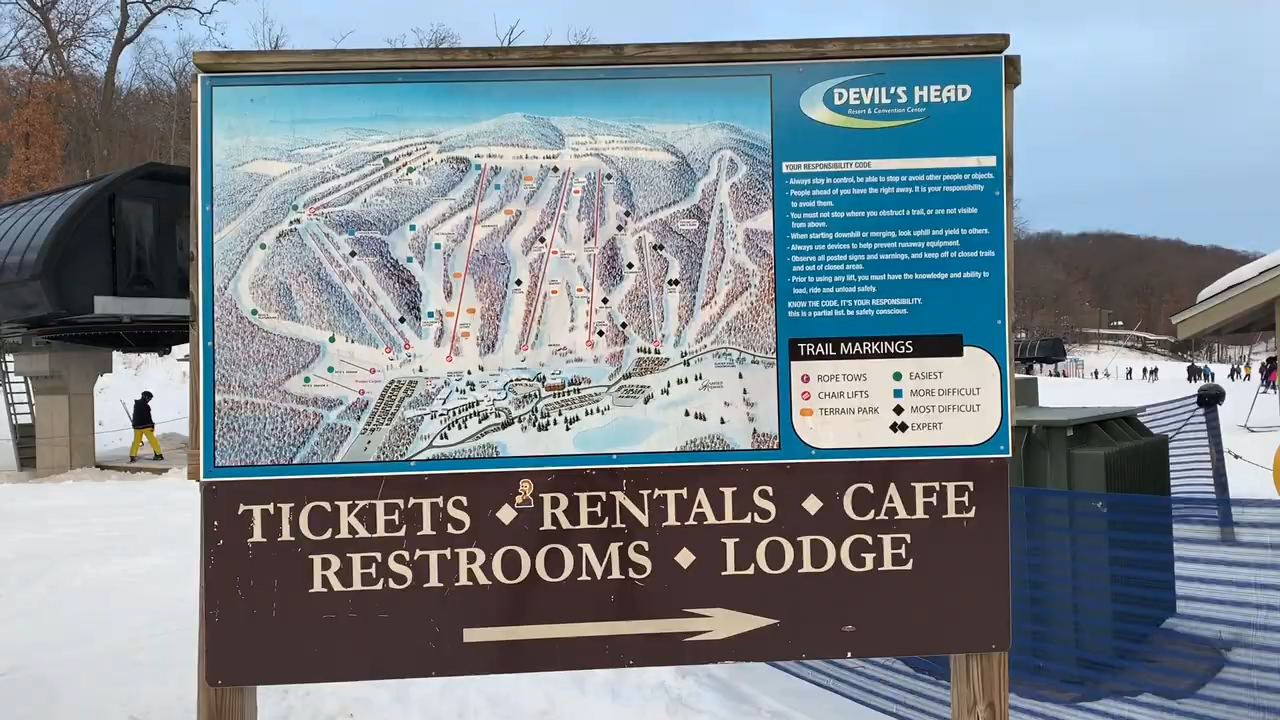 DEVIL'S HEAD
Resort & Convention Center
YOUR RESPONSIBILITY CODE
- Always stay in control, be able to stop or avoid other people or objects.
- People ahead of you have the right away. It is your responsibility
to avoid them.
- You must not stop where you obstruct a trail, or are not visible
from above.
- When starting downhill or merging, look uphill and yield to others.
- Always use devices to help prevent runaway equipment.
- Observe all posted signs and warnings, and keep off of closed trails
and out of closed areas.
- Prior to using any lift, you must have the knowledge and ability to
load, ride and unload safely.
KNOW THE CODE. IT'S YOUR RESPONSIBILITY.
this is a partial list. be safety conscious.
TRAIL MARKINGS
ROPE TOWS
CHAIR LIFTS
TERRAIN PARK
EASIEST
MORE DIFFICULT
MOST DIFFICULT
EXPERT
TICKETS ◆ RENTALS ◆ CAFE
RESTROOMS ◆ LODGE